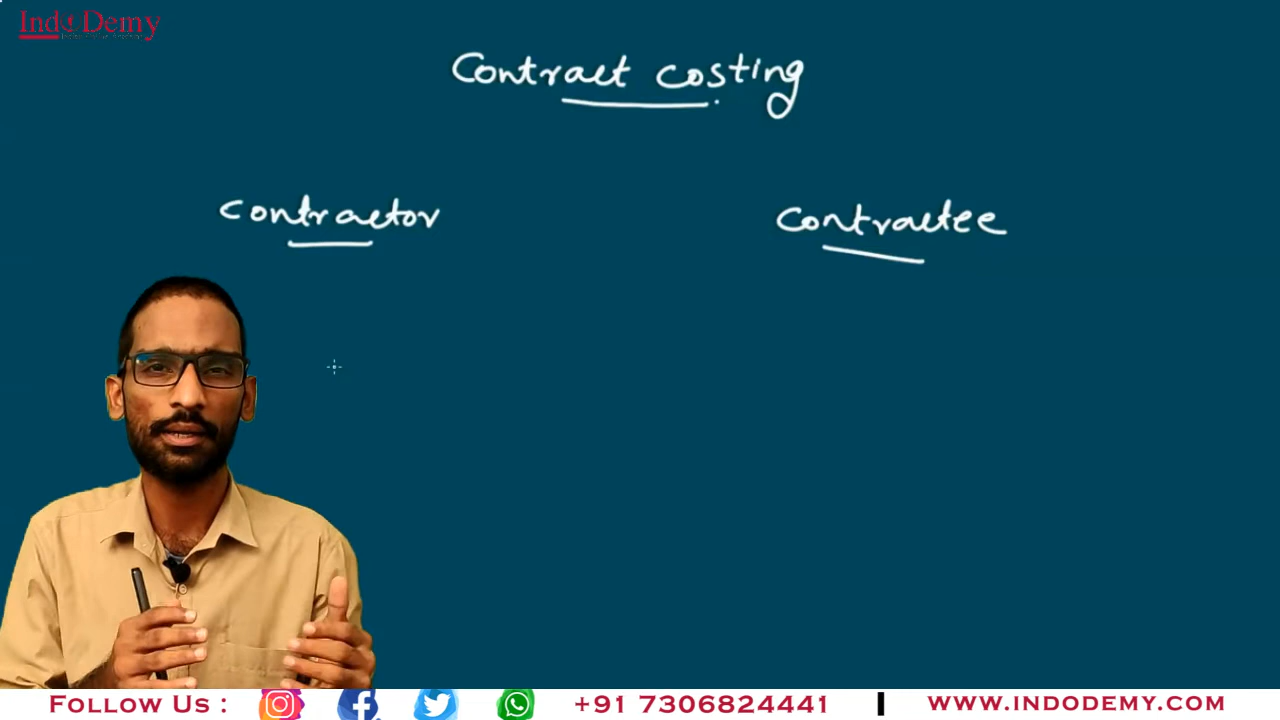 IndoDemy
Contract costing
Contractor
Contractee
FOLLOW US :
+91 7306824441
WWW.INDODEMY.COM